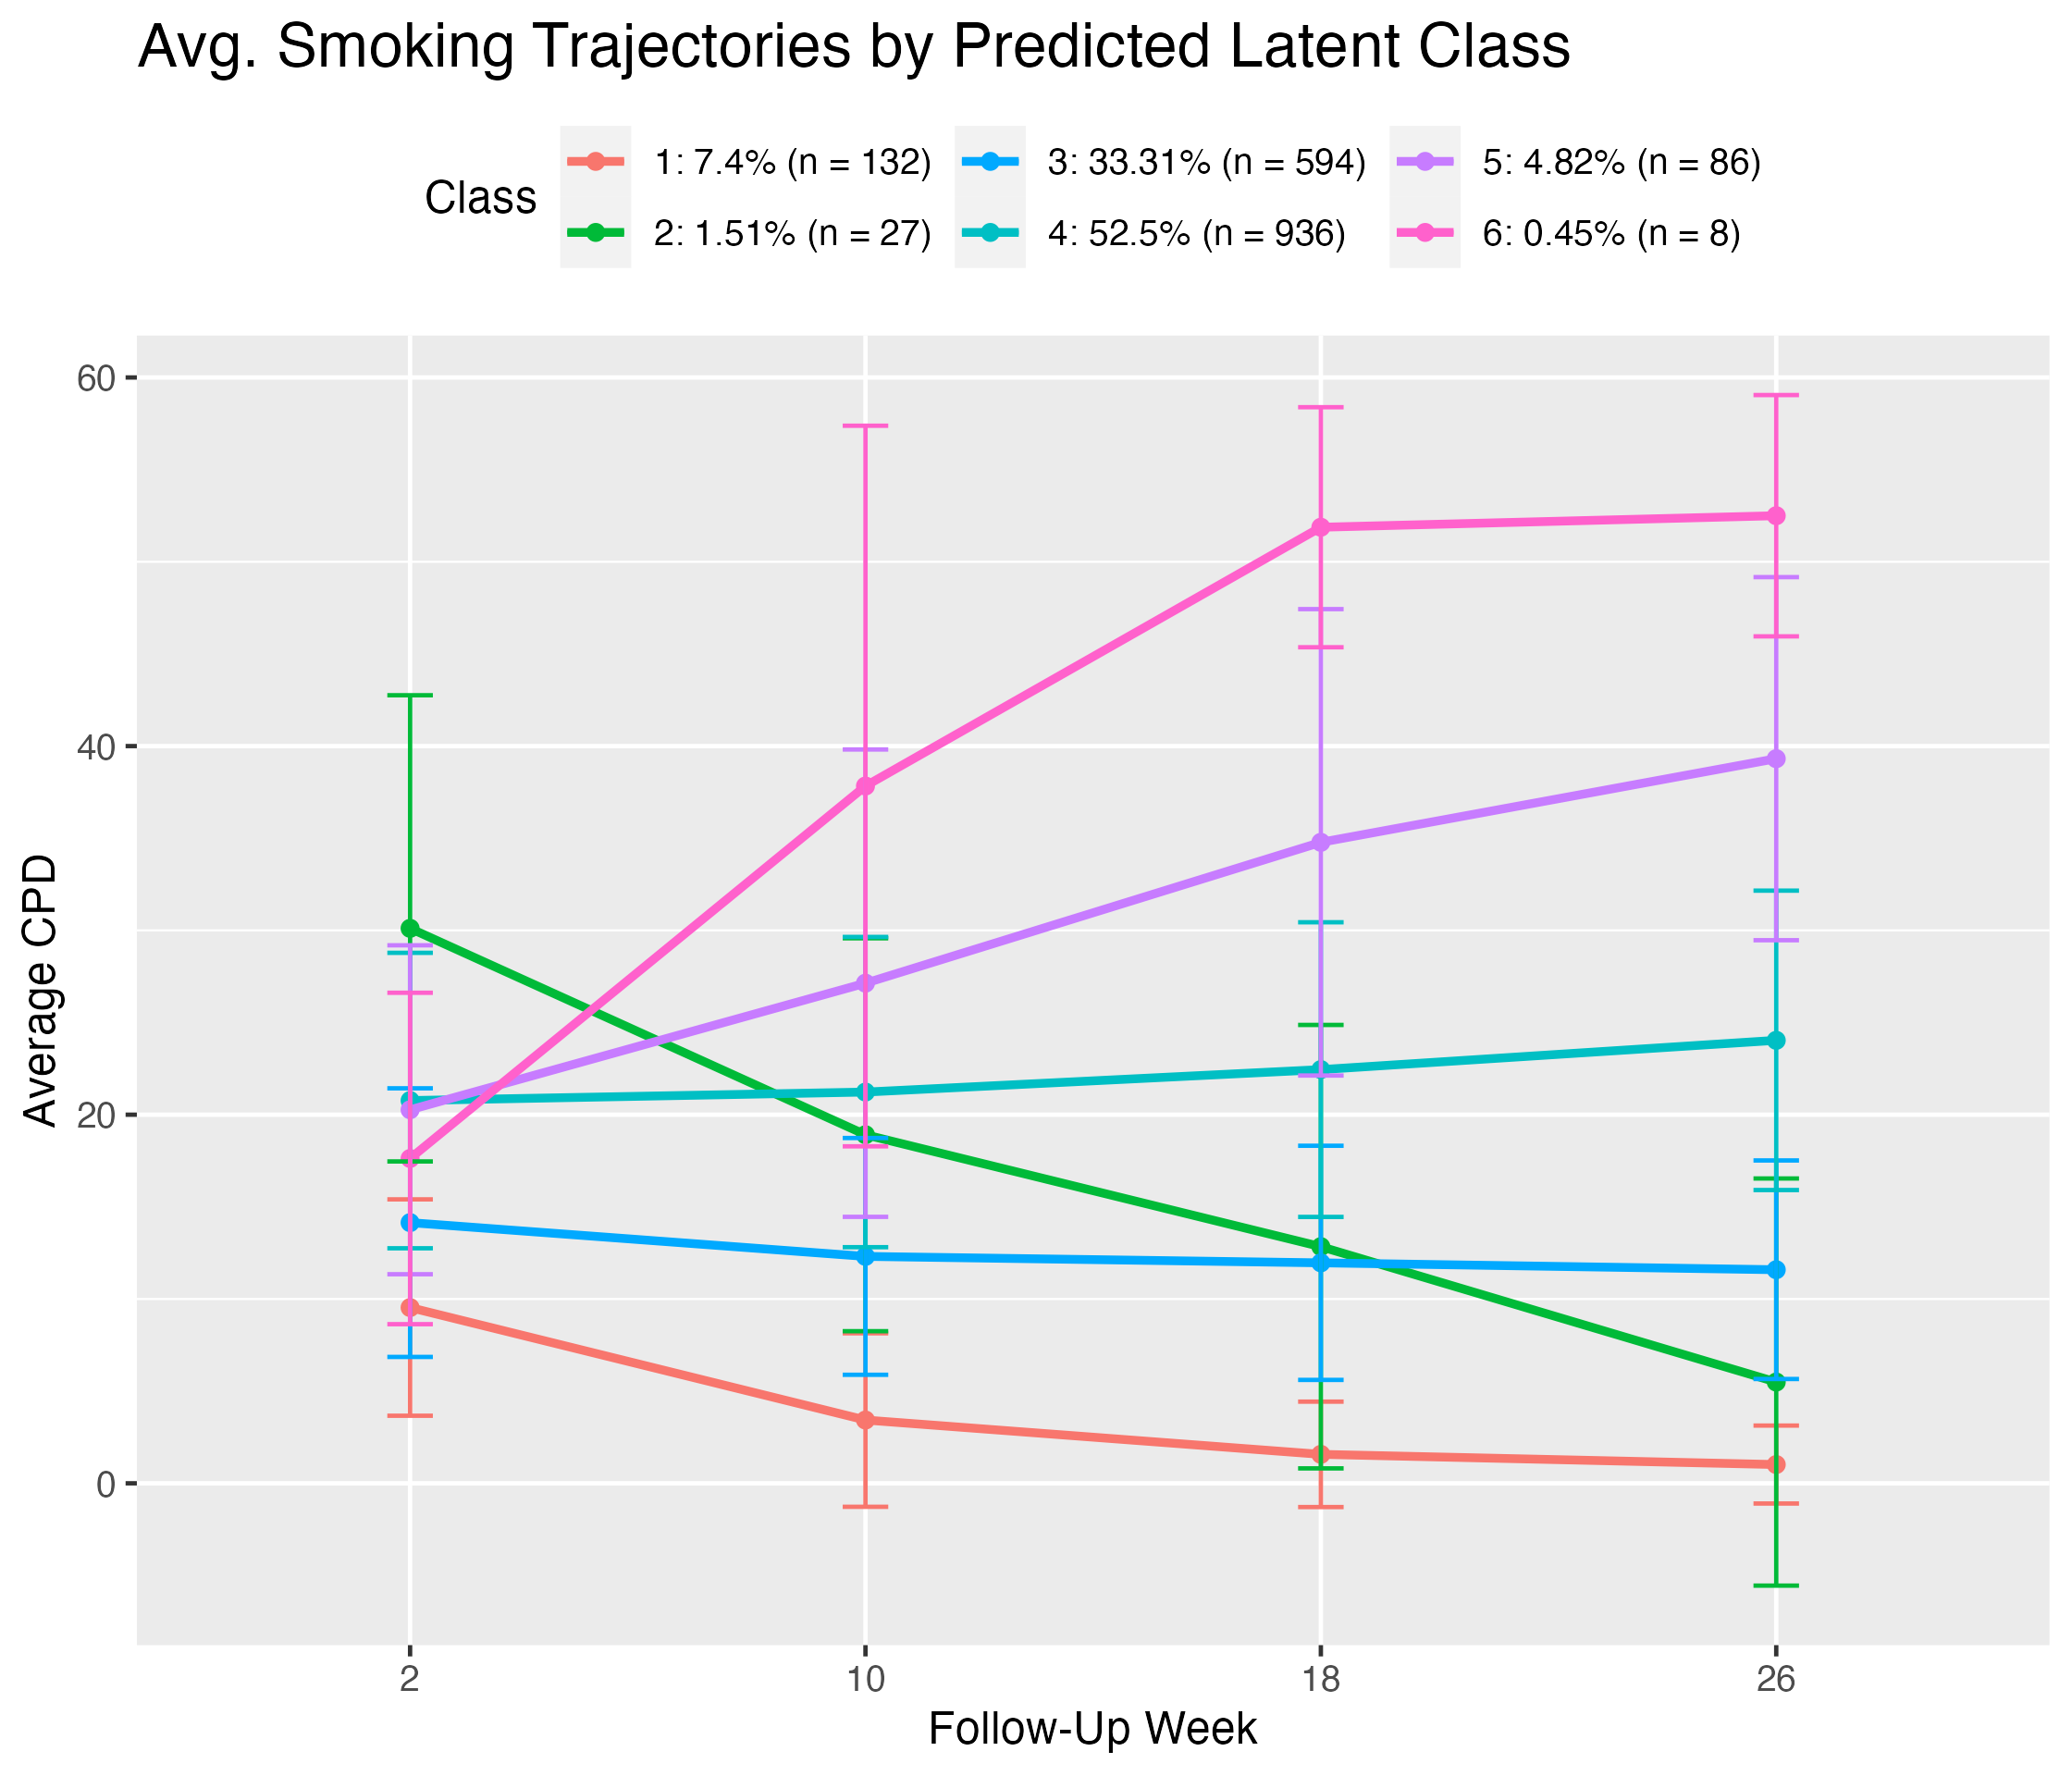 Avg. Smoking Trajectories by Predicted Latent Class
Class
1: 7.4% (n = 132)
3: 33.31% (n = 594)
5: 4.82% (n = 86)
2: 1.51% (n = 27)
4: 52.5% (n = 936)
6: 0.45% (n = 8)
60
40
20
0
Average CPD
2
10
18
26
Follow-Up Week